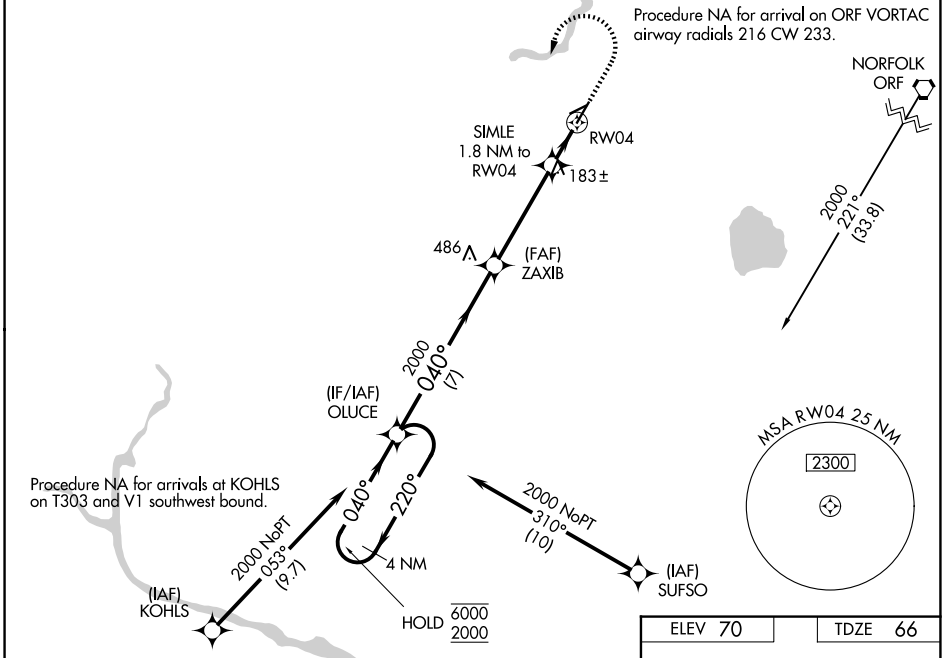 Procedure NA for arrival on ORF VORTAC
airway radials 216 CW 233.
NORFOLK
ORF
SIMLE
1.8 NM to
RW04
RW04
183±
2000
221°
(33.8)
486
(FAF)
ZAXIB
2000
040°
(7)
(IF/IAF)
OLUCE
MSA RW04 25 NM
2300
Procedure NA for arrivals at KOHLS
on T303 and V1 southwest bound.
040°
220°
2000 NoPT
053°
(9.7)
2000 NoPT
310°
(10)
4 NM
(IAF)
KOHLS
(IAF)
SUFSO
HOLD 6000
2000
ELEV 70
TDZE 66